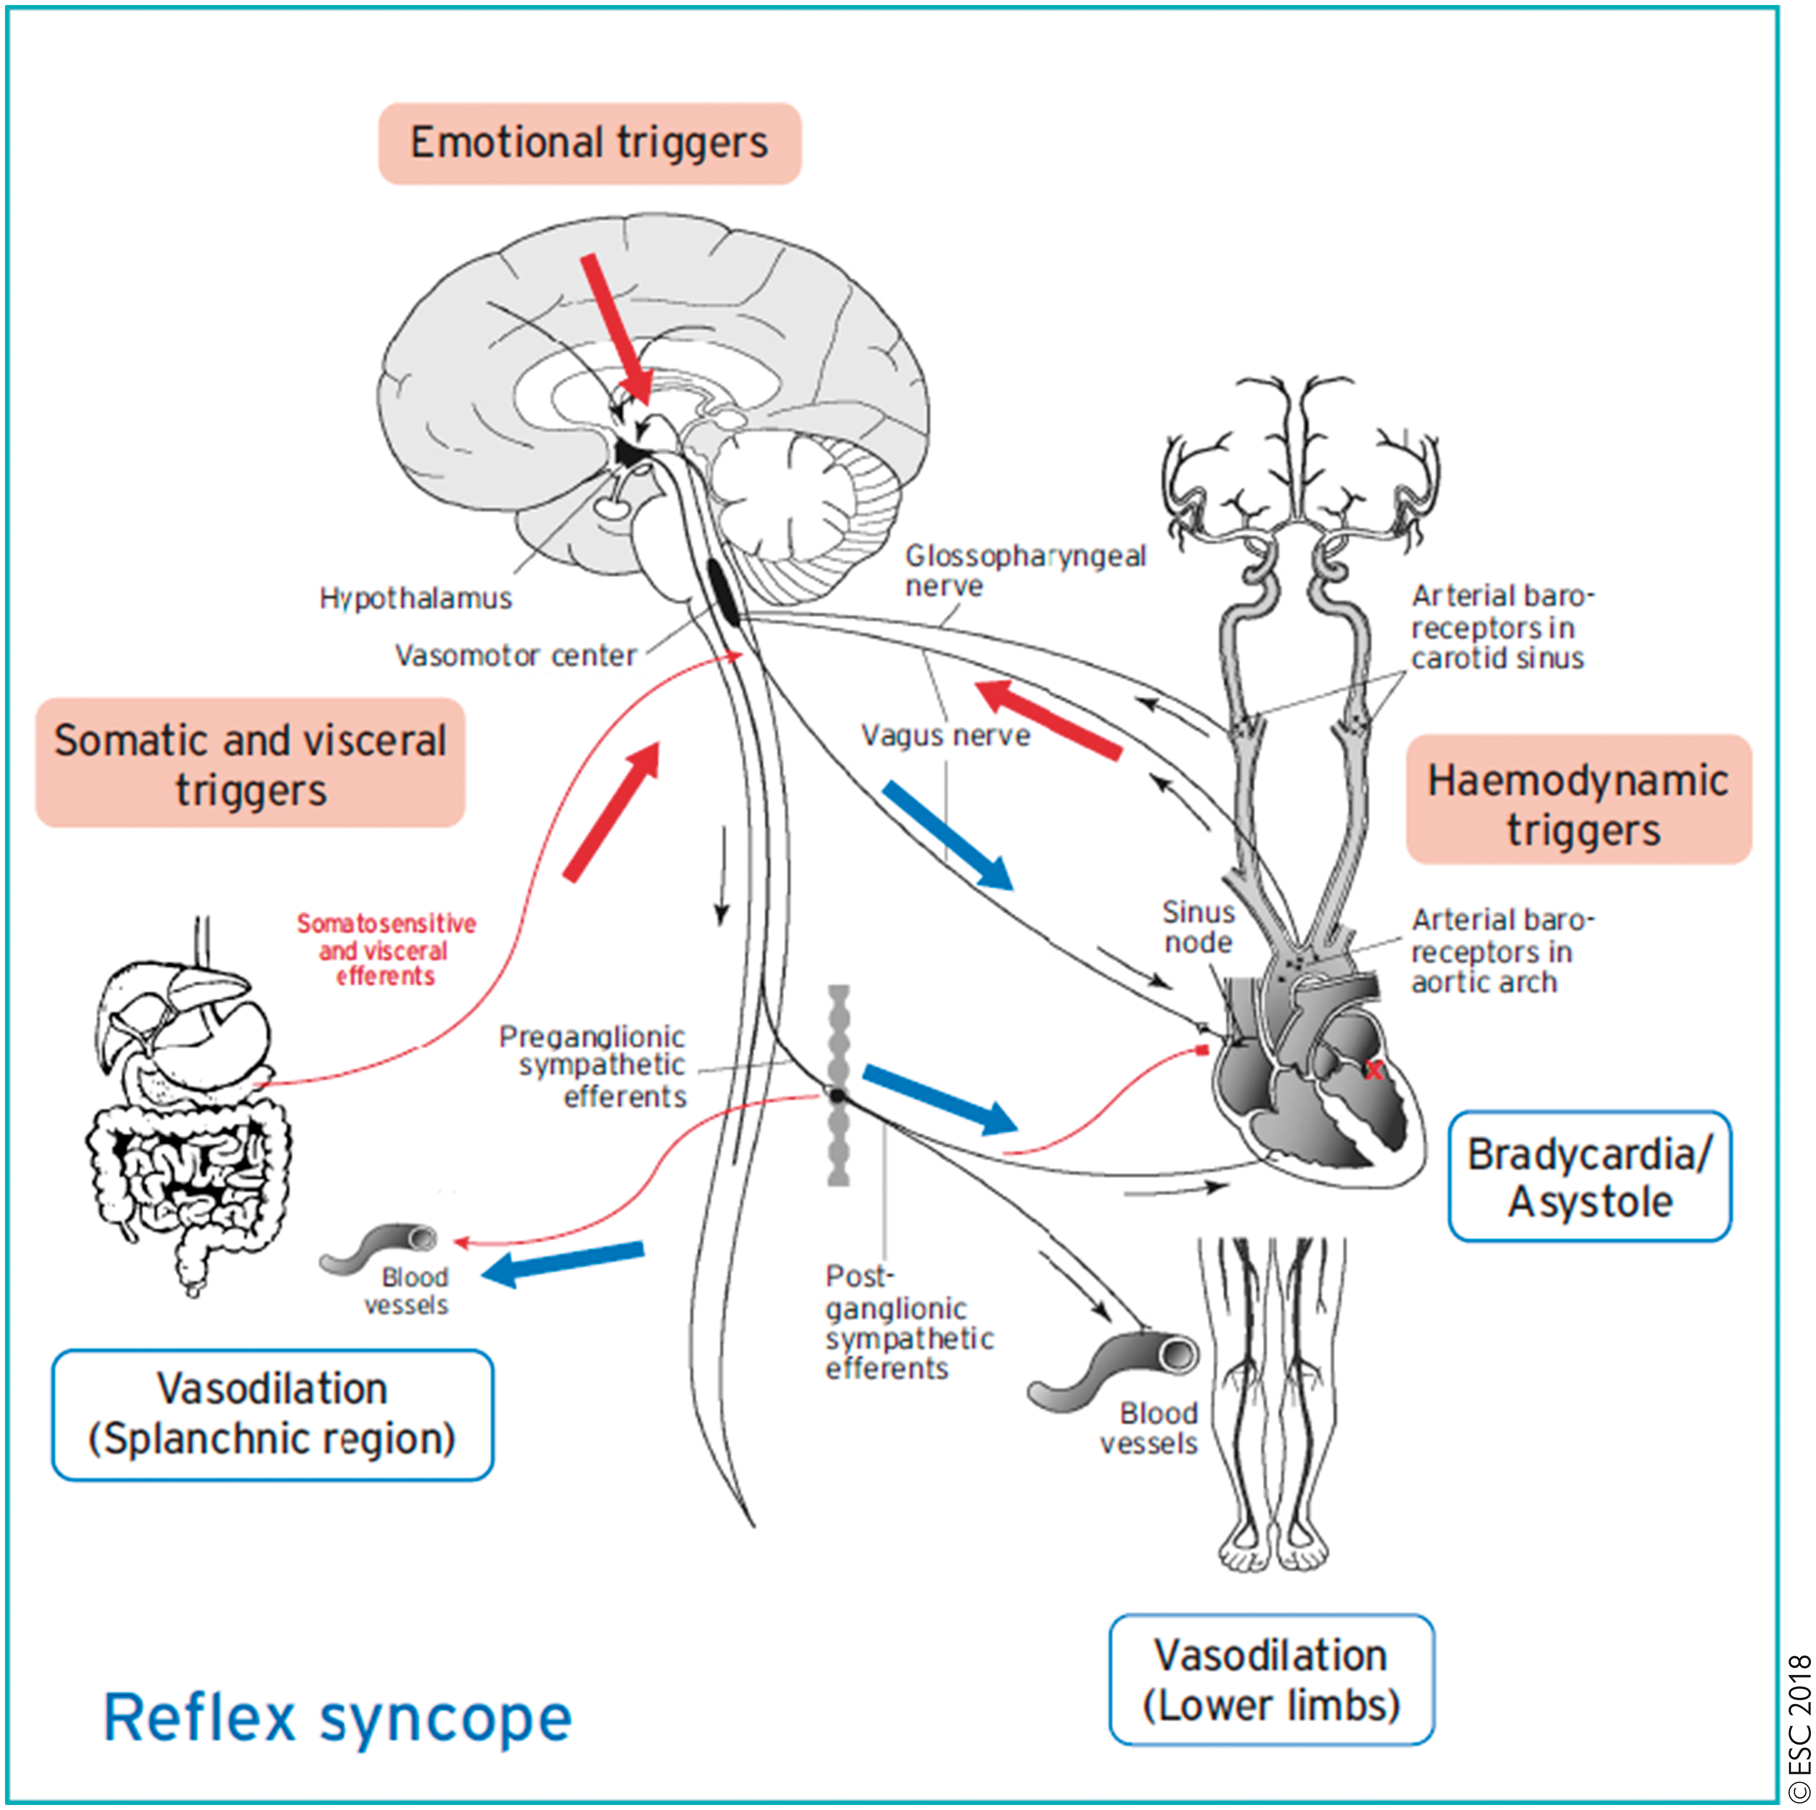 Emotional triggers
Hypothalamus
Vasomotor center
Glossopharyngeal
nerve
Vagus nerve
Arterial baro-
receptors in
carotid sinus
Somatic and visceral
triggers
Haemodynamic
triggers
Somatosensitive
and visceral
efferents
Sinus
node
Arterial baro-
receptors in
aortic arch
Preganglionic
sympathetic
efferents
x
Bradycardia/
Asystole
Blood
vessels
Post-
ganglionic
sympathetic
efferents
Blood
vessels
Vasodilation
(Splanchnic region)
Vasodilation
(Lower limbs)
Reflex syncope
©ESC 2018